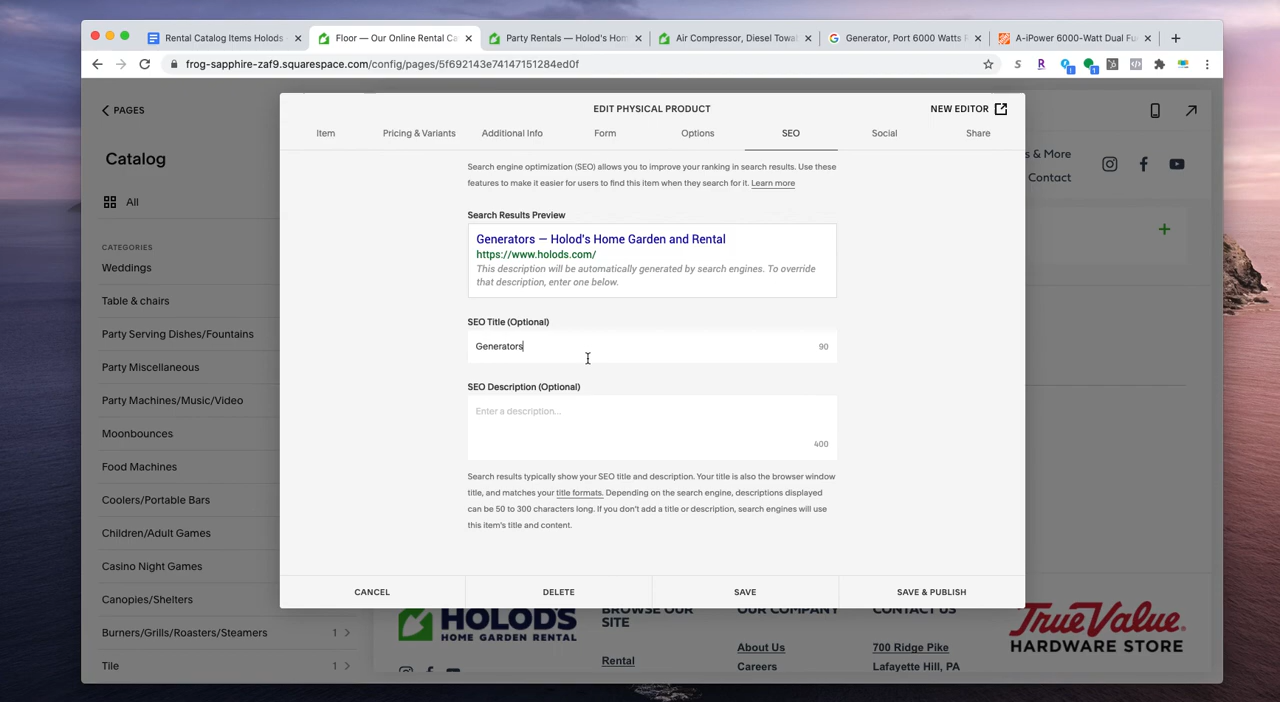 Rental Catalog Items Holods
Floor — Our Online Rental Ca
Party Rentals — Holod's Hom
Air Compressor, Diesel Towal
Generator, Port 6000 Watts R
A-iPower 6000-Watt Dual Fu
frog-sapphire-zaf9.squarespace.com/config/pages/5f692143e74147151284ed0f
PAGES
Catalog
All
CATEGORIES
Weddings
Table & chairs
Party Serving Dishes/Fountains
Party Miscellaneous
Party Machines/Music/Video
Moonbounces
Food Machines
Coolers/Portable Bars
Children/Adult Games
Casino Night Games
Canopies/Shelters
Burners/Grills/Roasters/Steamers 1
Tile 1
EDIT PHYSICAL PRODUCT
NEW EDITOR
Item
Pricing & Variants
Additional Info
Form
Options
SEO
Social
Share
Search engine optimization (SEO) allows you to improve your ranking in search results. Use these
features to make it easier for users to find this item when they search for it. Learn more
Search Results Preview
Generators — Holod's Home Garden and Rental
https://www.holods.com/
This description will be automatically generated by search engines. To override
that description, enter one below.
SEO Title (Optional)
Generators 90
SEO Description (Optional)
Enter a description...
400
Search results typically show your SEO title and description. Your title is also the browser window
title, and matches your title formats. Depending on the search engine, descriptions displayed
can be 50 to 300 characters long. If you don't add a title or description, search engines will use
this item's title and content.
CANCEL
DELETE
SAVE
SAVE & PUBLISH
s & More
Contact
HOLOD'S
HOME GARDEN RENTAL
BROWSE OUR
SITE
Rental
OUR COMPANY
About Us
Careers
CONTACT US
700 Ridge Pike
Lafayette Hill, PA
True Value
HARDWARE STORE